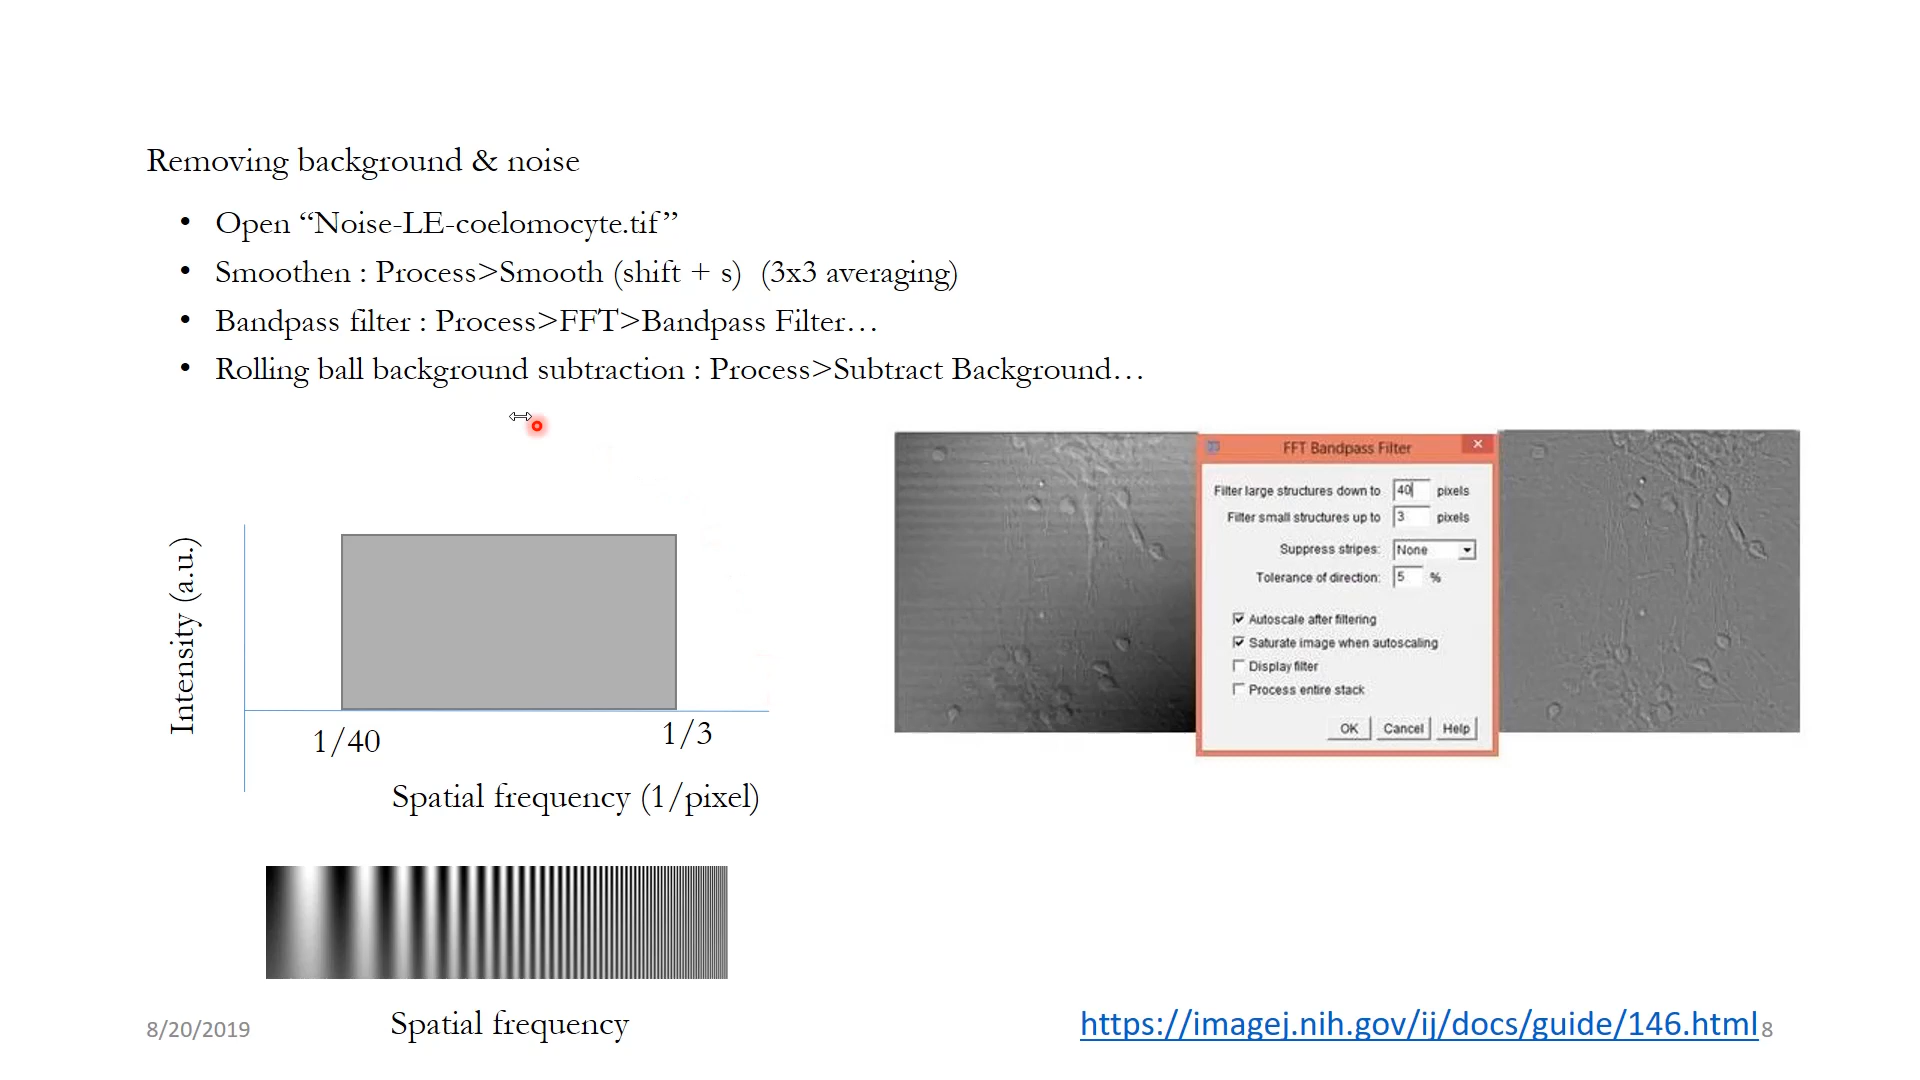 Removing background & noise
• Open “Noise-LE-coelomocyte.tif”
• Smoothen : Process>Smooth (shift + s) (3x3 averaging)
• Bandpass filter : Process>FFT>Bandpass Filter…
• Rolling ball background subtraction : Process>Subtract Background…
Intensity (a.u.)
1/40
1/3
Spatial frequency (1/pixel)
FFT Bandpass Filter
Filter large structures down to 40 pixels
Filter small structures up to 3 pixels
Suppress stripes: None
Tolerance of direction: 5 %
Autoscale after filtering
Saturate image when autoscaling
Display filter
Process entire stack
OK Cancel Help
Spatial frequency
8/20/2019
https://imagej.nih.gov/ij/docs/guide/146.html
8